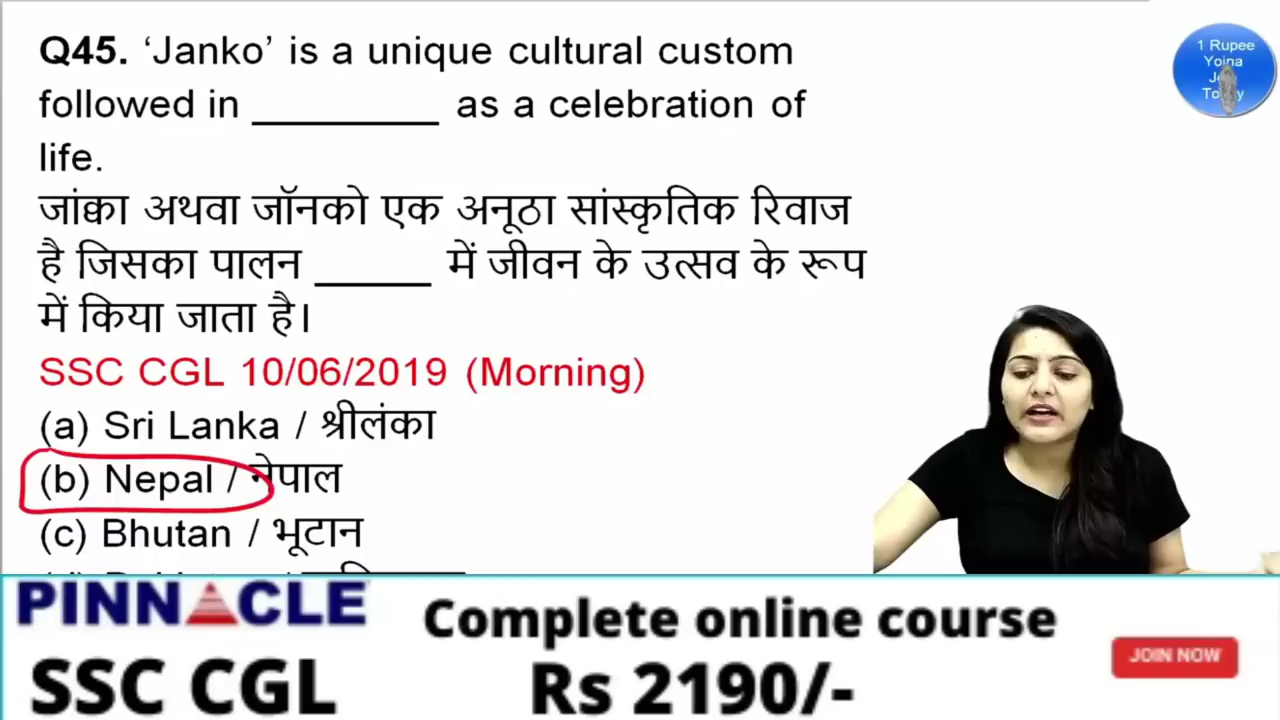 Q45. ‘Janko’ is a unique cultural custom
followed in ________ as a celebration of
life.
जांक्वा अथवा जॉनको एक अनूठा सांस्कृतिक रिवाज
है जिसका पालन _____ में जीवन के उत्सव के रूप
में किया जाता है।
SSC CGL 10/06/2019 (Morning)
(a) Sri Lanka / श्रीलंका
(b) Nepal / नेपाल
(c) Bhutan / भूटान
1 Rupee
Yojna
PINNACLE
SSC CGL
Complete online course
Rs 2190/-
JOIN NOW